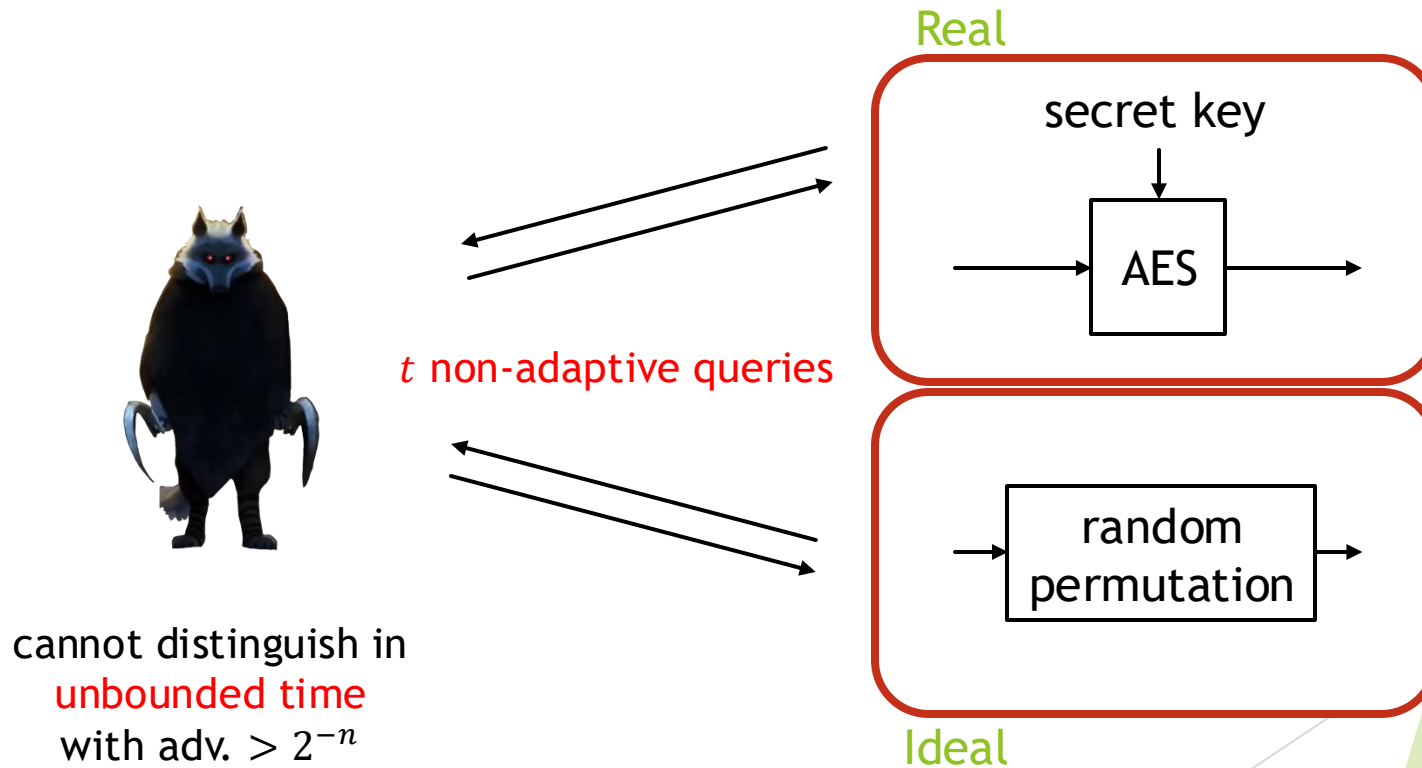 Real
secret key
AES
t non-adaptive queries
random
permutation
cannot distinguish in
unbounded time
with adv. > 2⁻ⁿ
Ideal